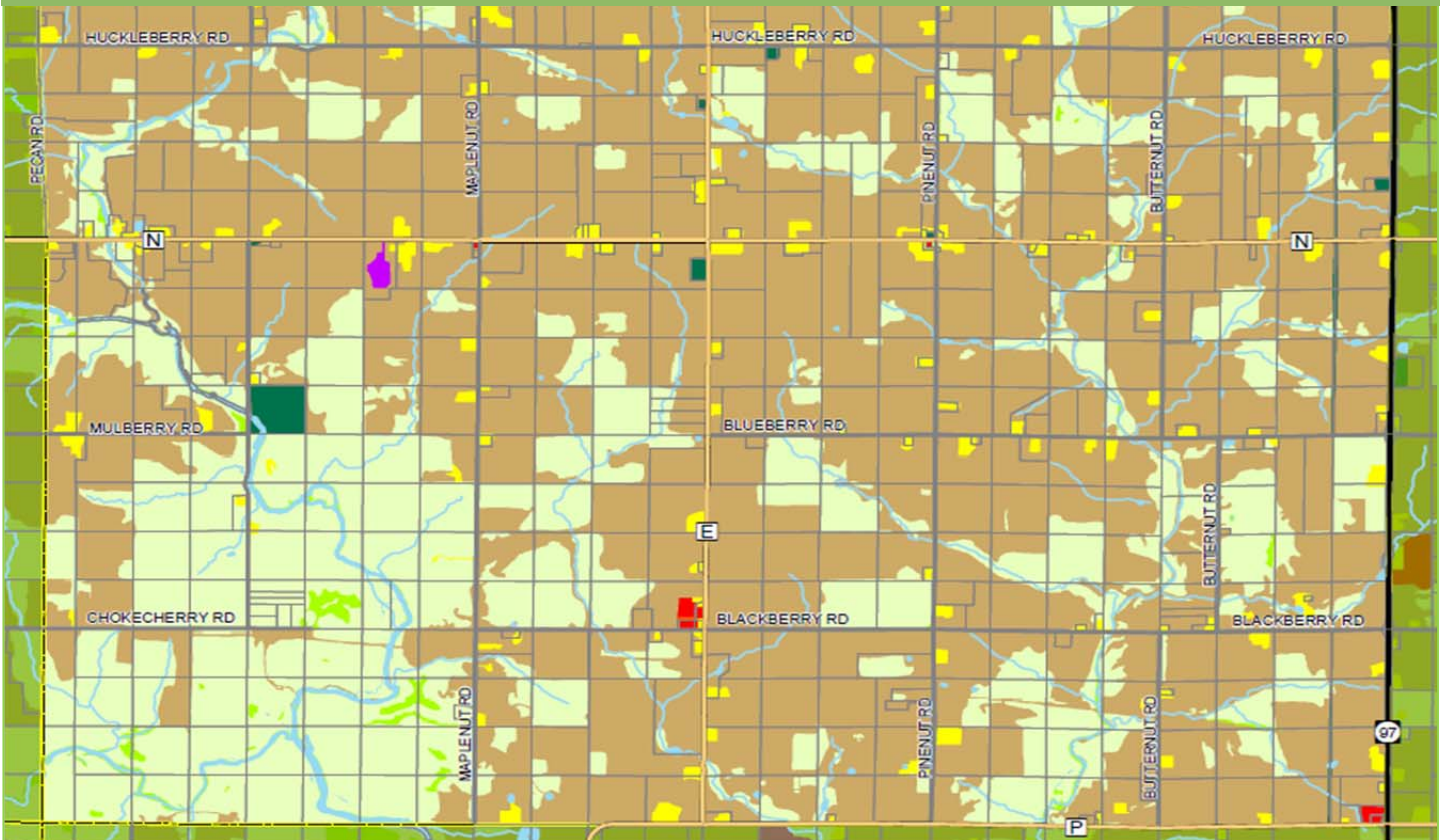 HUCKLEBERRY RD
HUCKLEBERRY RD
HUCKLEBERRY RD
PECAN RD
MAPLENUT RD
PINENUT RD
BUTTERNUT RD
N
N
MULBERRY RD
BLUEBERRY RD
BUTTERNUT RD
E
CHOKECHERRY RD
BLACKBERRY RD
BLACKBERRY RD
MAPLENUT RD
PINENUT RD
BUTTERNUT RD
97
P